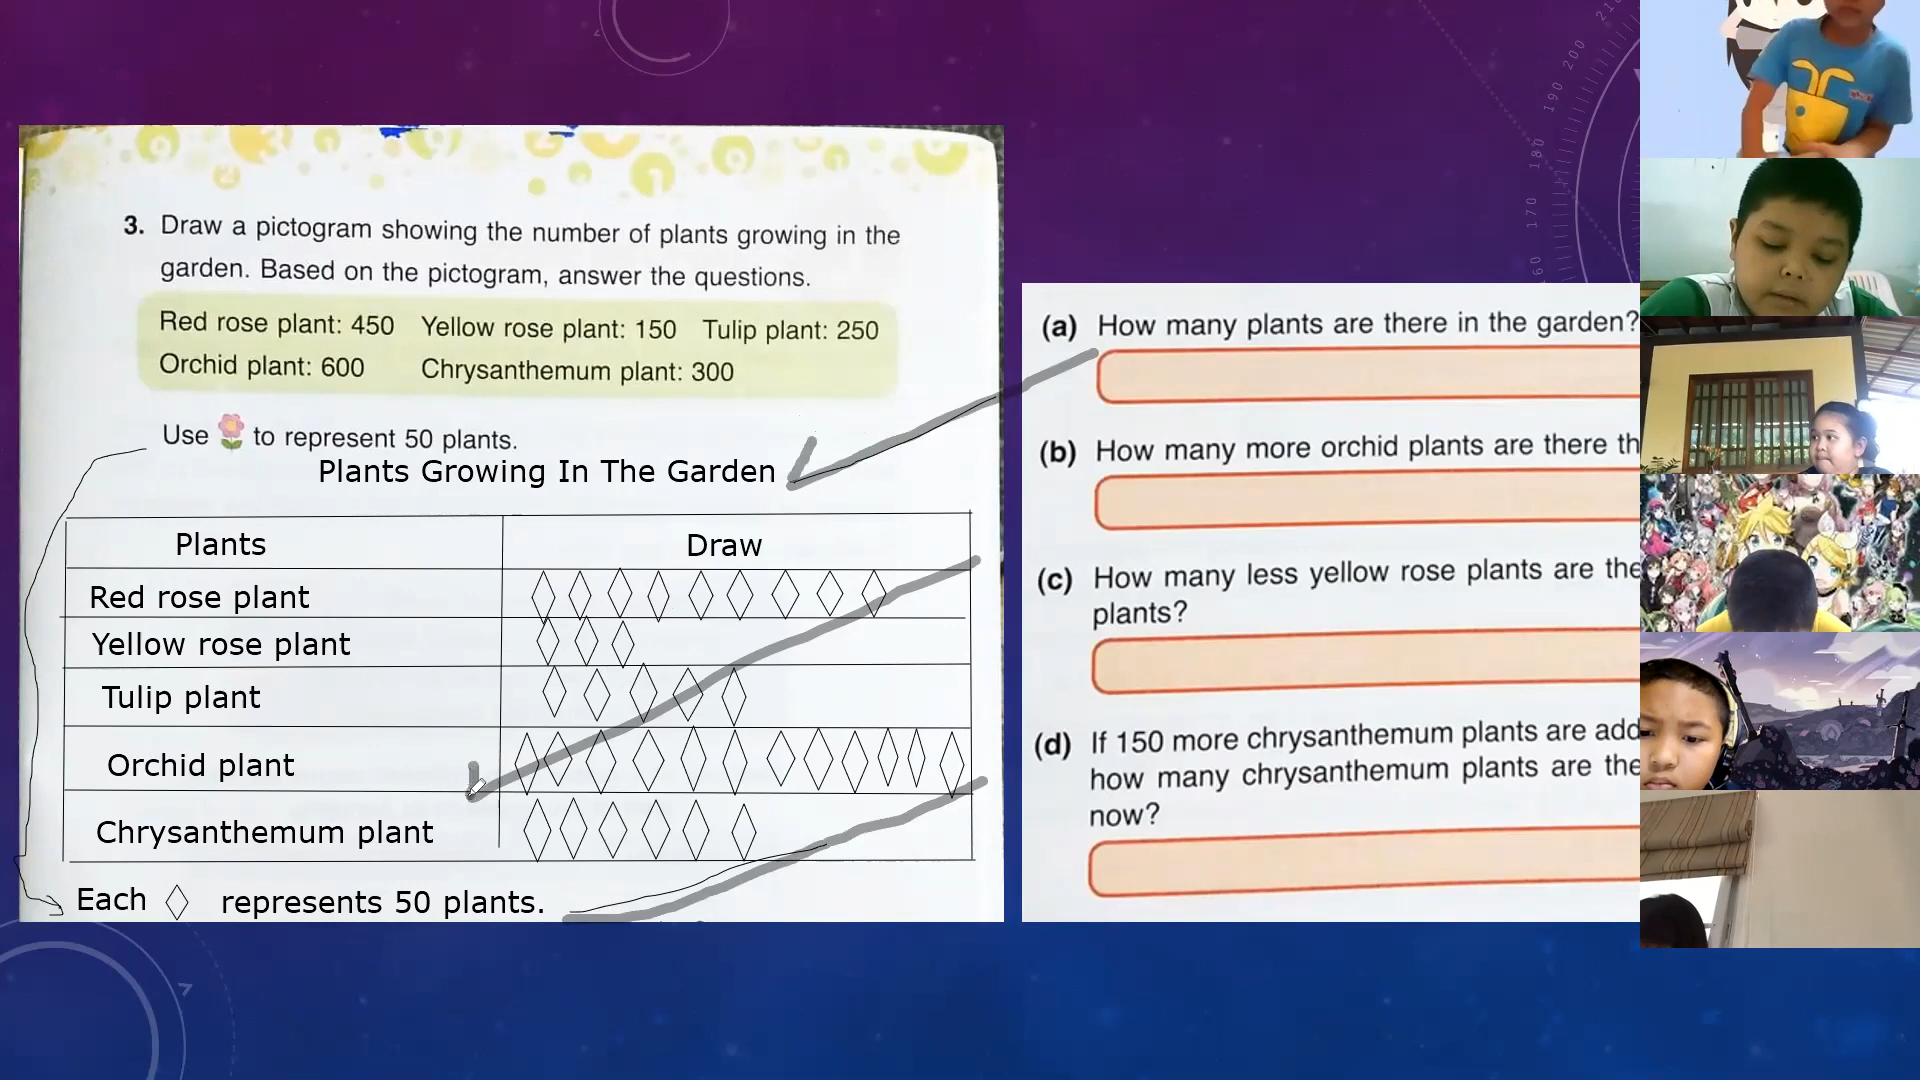 3. Draw a pictogram showing the number of plants growing in the
garden. Based on the pictogram, answer the questions.
Red rose plant: 450 Yellow rose plant: 150 Tulip plant: 250
Orchid plant: 600 Chrysanthemum plant: 300
Use to represent 50 plants.
Plants Growing In The Garden
Plants Draw
Red rose plant
Yellow rose plant
Tulip plant
Orchid plant
Chrysanthemum plant
Each represents 50 plants.
(a) How many plants are there in the garden?
(b) How many more orchid plants are there th
(c) How many less yellow rose plants are the
plants?
(d) If 150 more chrysanthemum plants are add
how many chrysanthemum plants are the
now?
160
170
180
190
200